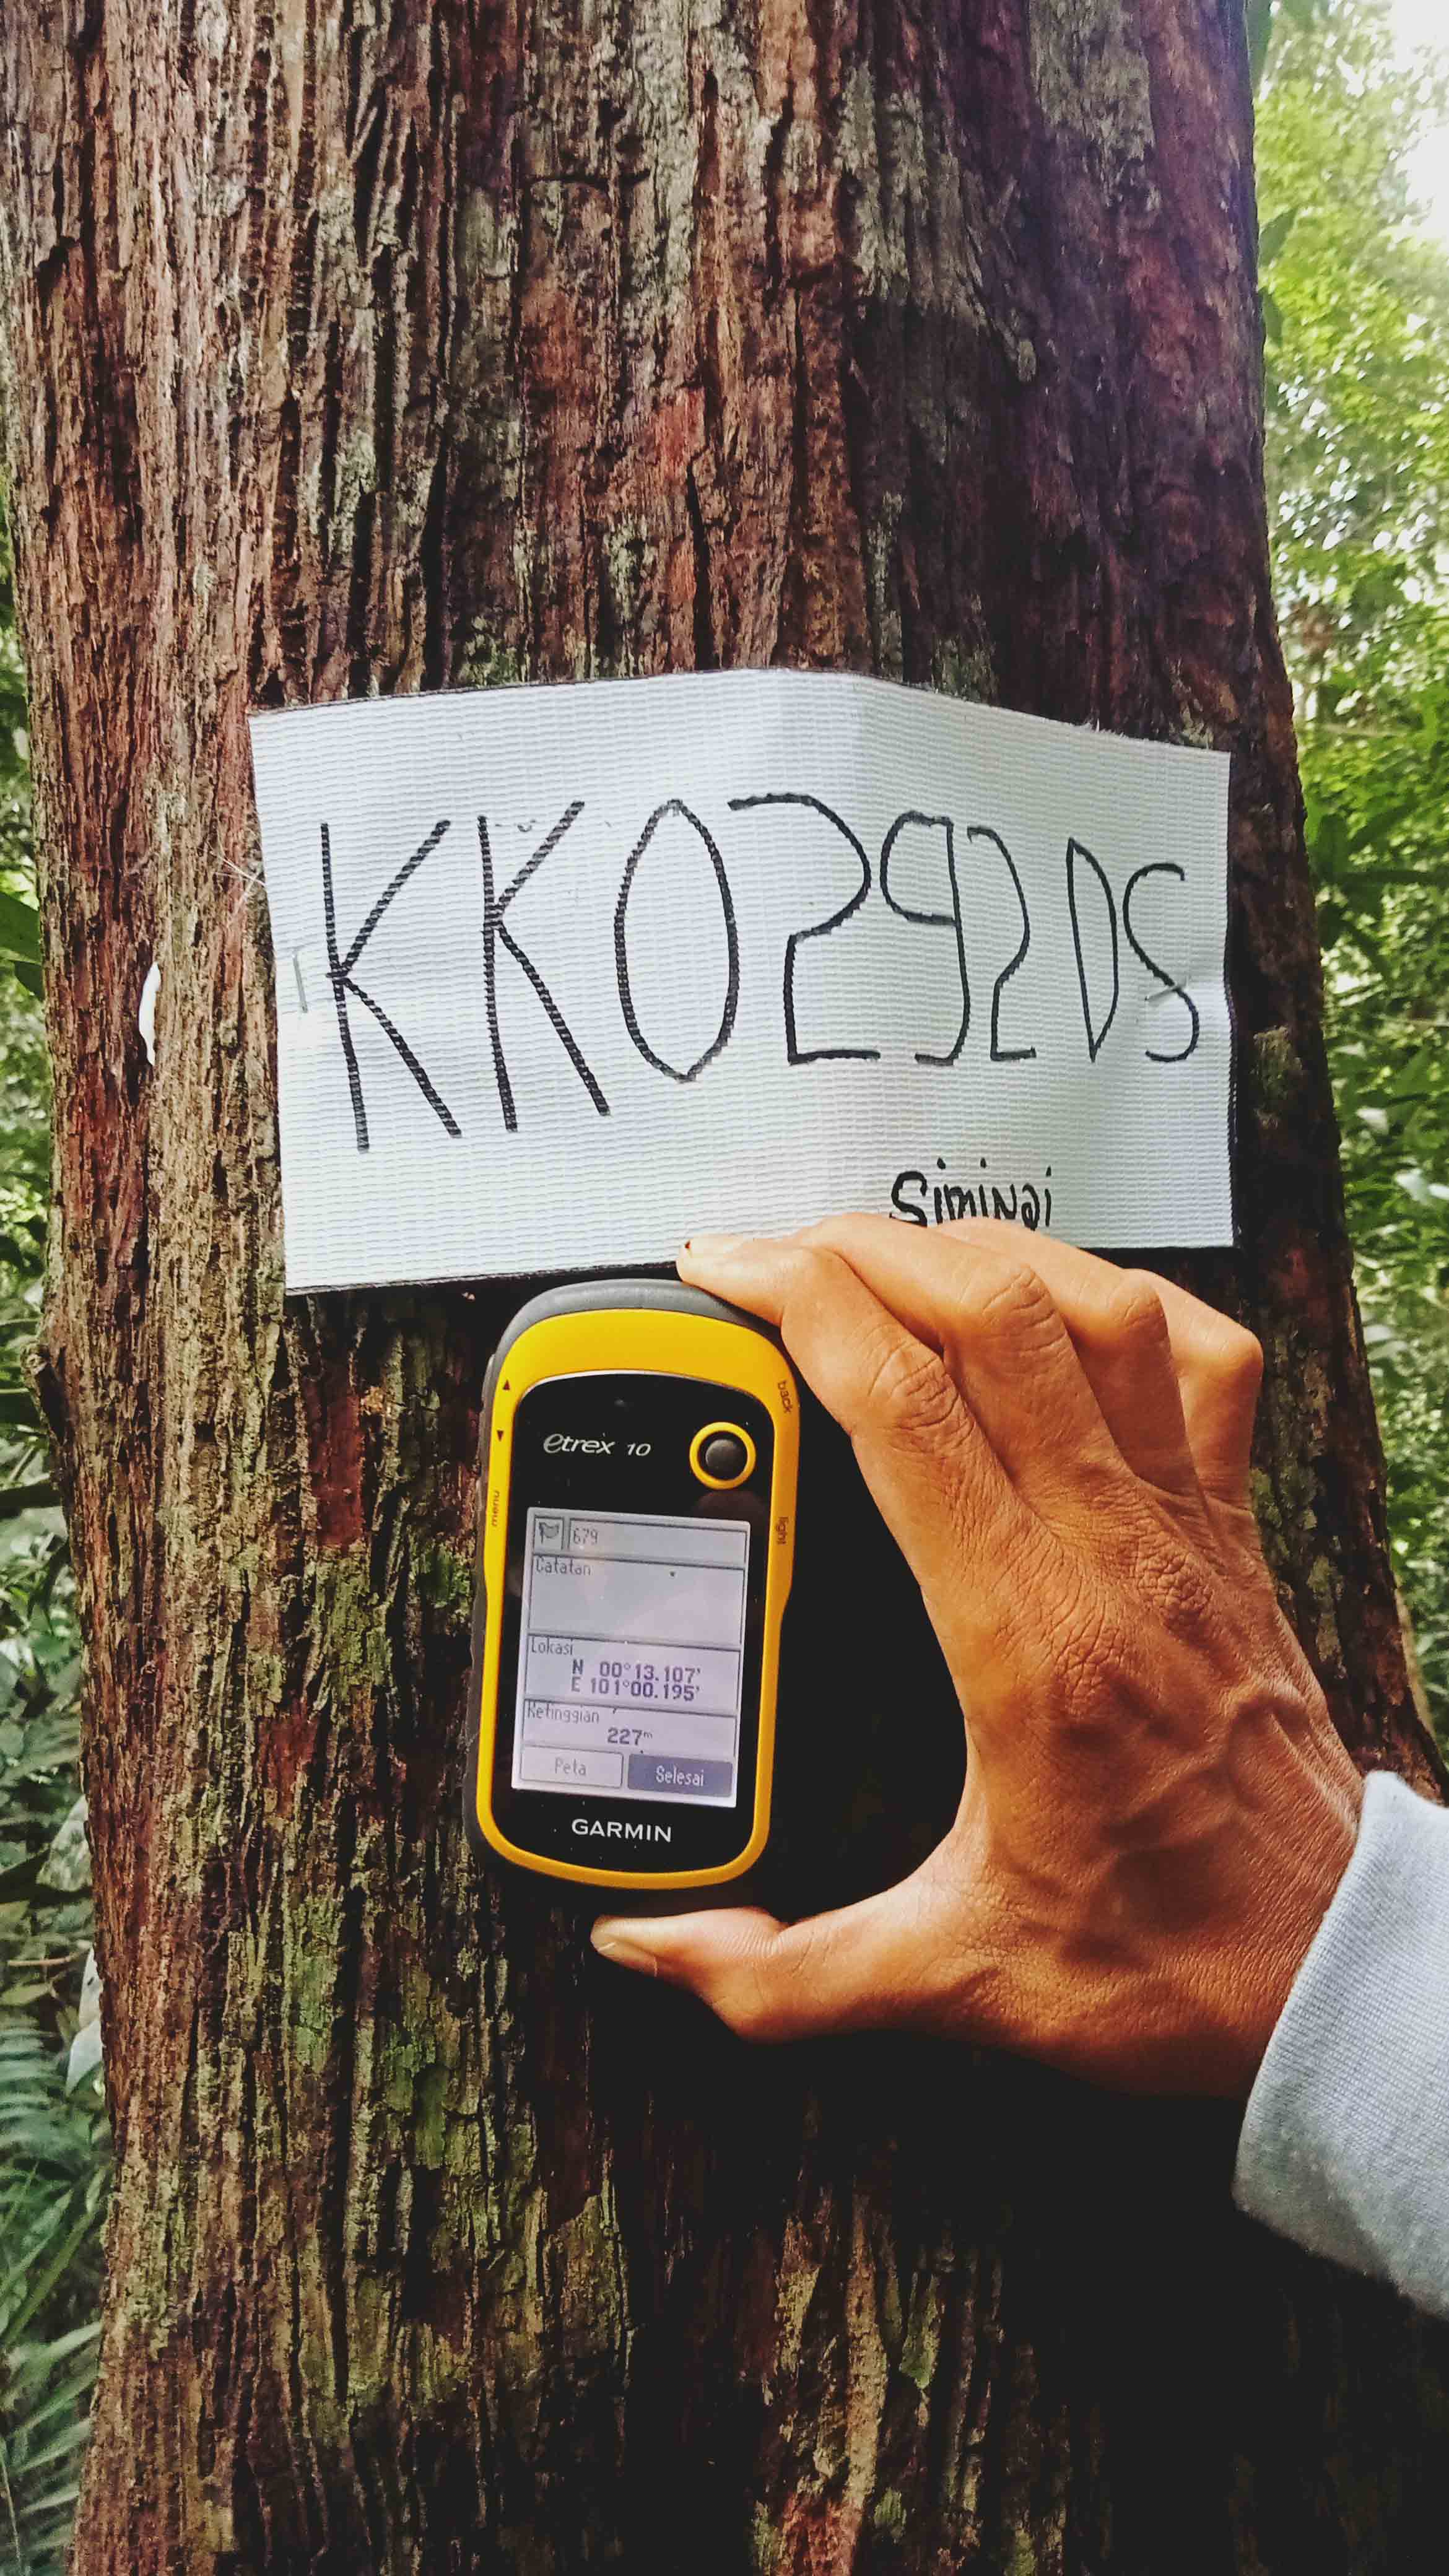 KK0292DS
Siminai
etrex 10
back
menu
light
679
Catatan
Lokasi
N 00°13.107'
E 101°00.195'
Ketinggian
227m
Peta Selesai
GARMIN